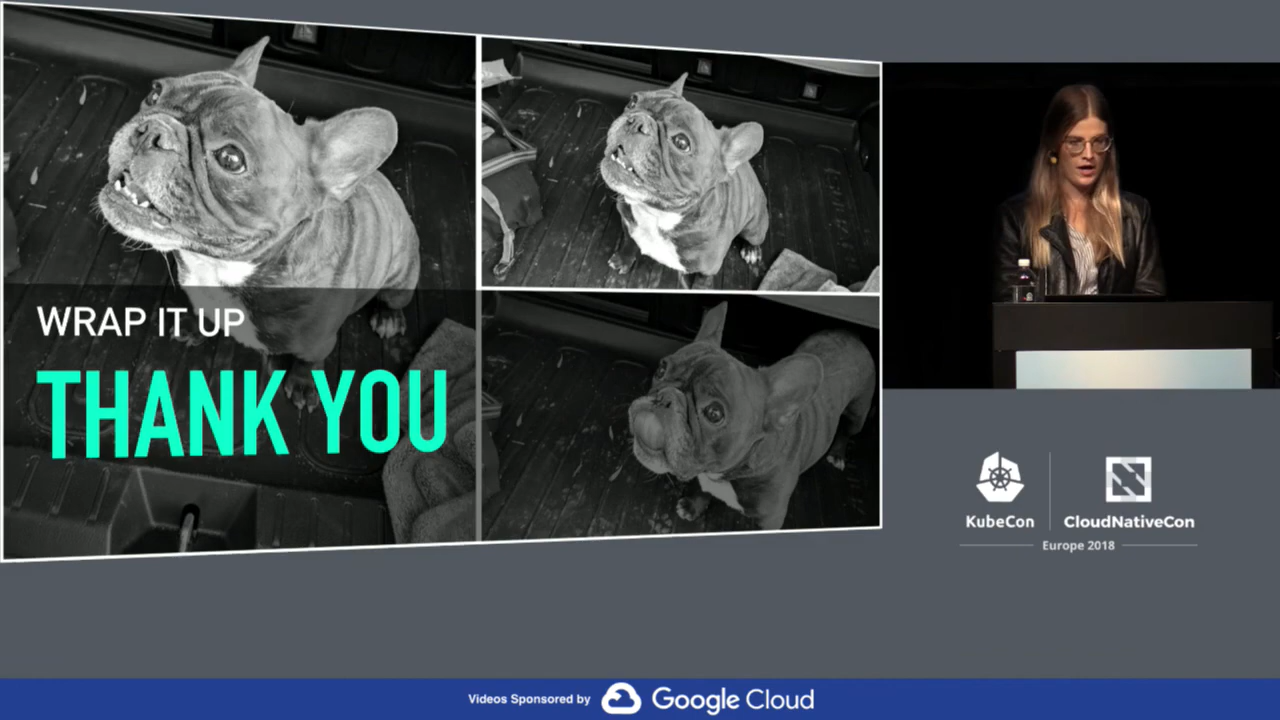 WRAP IT UP
THANK YOU
KubeCon
CloudNativeCon
Europe 2018
Videos Sponsored by
Google Cloud